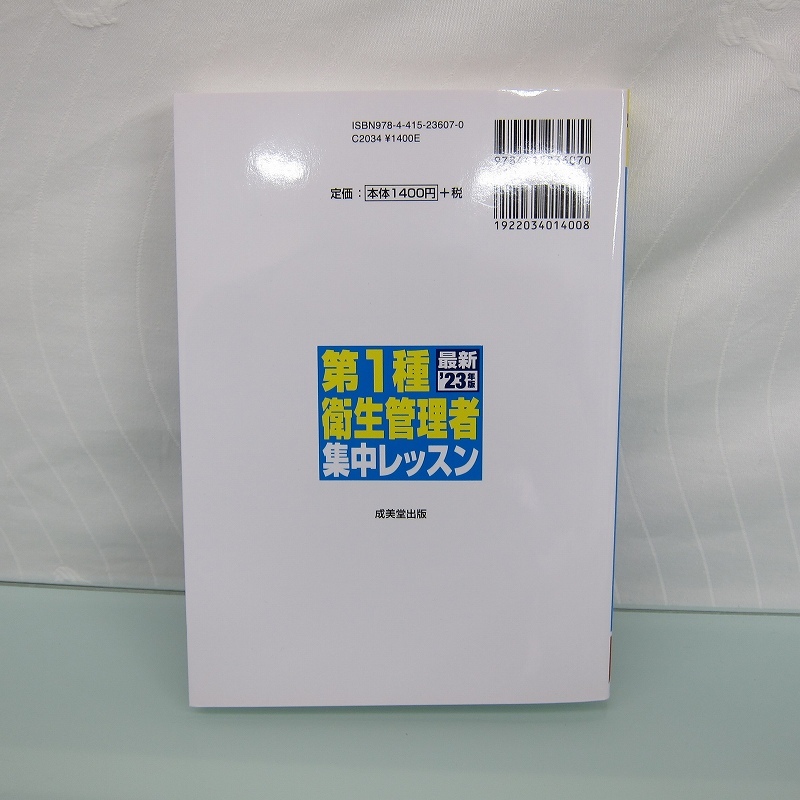 ISBN978-4-415-23607-0
C2034 ¥1400E
定価：本体1400円＋税
1922034014008
第1種
最新
'23年版
衛生管理者
集中レッスン
成美堂出版